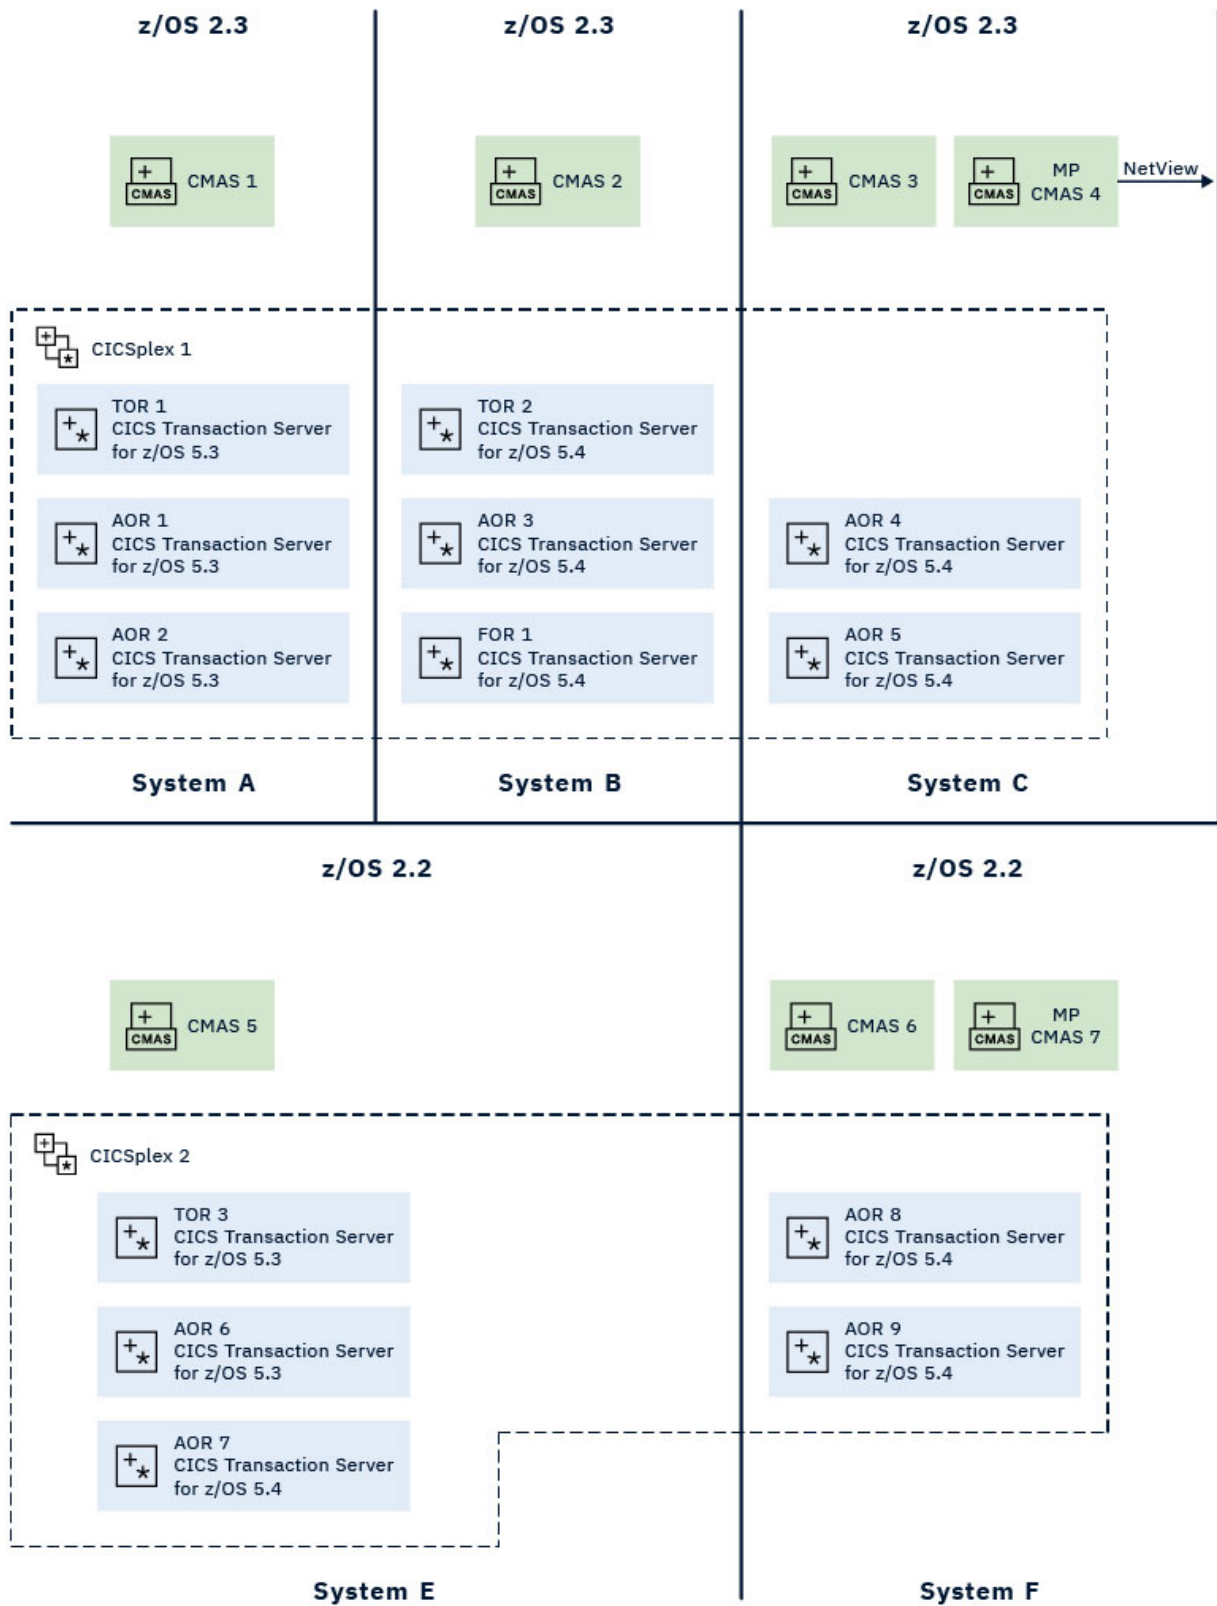 z/OS 2.3
z/OS 2.3
z/OS 2.3
+
CMAS
CMAS 1
+
CMAS
CMAS 2
+
CMAS
CMAS 3
+
CMAS
MP
CMAS 4
NetView
CICSplex 1
TOR 1
CICS Transaction Server
for z/OS 5.3
TOR 2
CICS Transaction Server
for z/OS 5.4
AOR 1
CICS Transaction Server
for z/OS 5.3
AOR 3
CICS Transaction Server
for z/OS 5.4
AOR 4
CICS Transaction Server
for z/OS 5.4
AOR 2
CICS Transaction Server
for z/OS 5.3
FOR 1
CICS Transaction Server
for z/OS 5.4
AOR 5
CICS Transaction Server
for z/OS 5.4
System A
System B
System C
z/OS 2.2
z/OS 2.2
+
CMAS
CMAS 5
+
CMAS
CMAS 6
+
CMAS
MP
CMAS 7
CICSplex 2
TOR 3
CICS Transaction Server
for z/OS 5.3
AOR 8
CICS Transaction Server
for z/OS 5.4
AOR 6
CICS Transaction Server
for z/OS 5.3
AOR 9
CICS Transaction Server
for z/OS 5.4
AOR 7
CICS Transaction Server
for z/OS 5.4
System E
System F